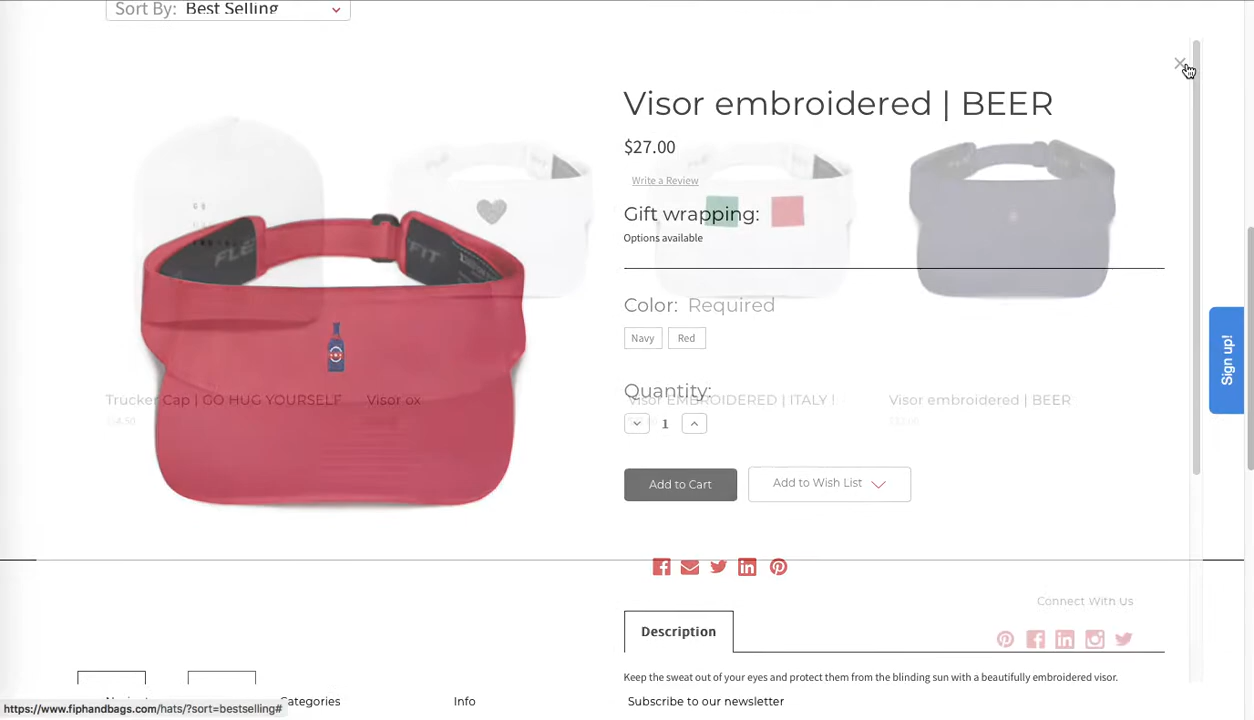 Sort By: Best Selling
Visor embroidered | BEER
$27.00
Write a Review
Gift wrapping:
Options available
Color: Required
Navy
Red
Quantity:
Trucker Cap | GO HUG YOURSELF
Visor ox
Visor EMBROIDERED | ITALY !
Visor embroidered | BEER
1
Add to Cart
Add to Wish List
Sign up!
Connect With Us
Description
Keep the sweat out of your eyes and protect them from the blinding sun with a beautifully embroidered visor.
Categories
Info
Subscribe to our newsletter
https://www.fiphandbags.com/hats/?sort=bestselling#